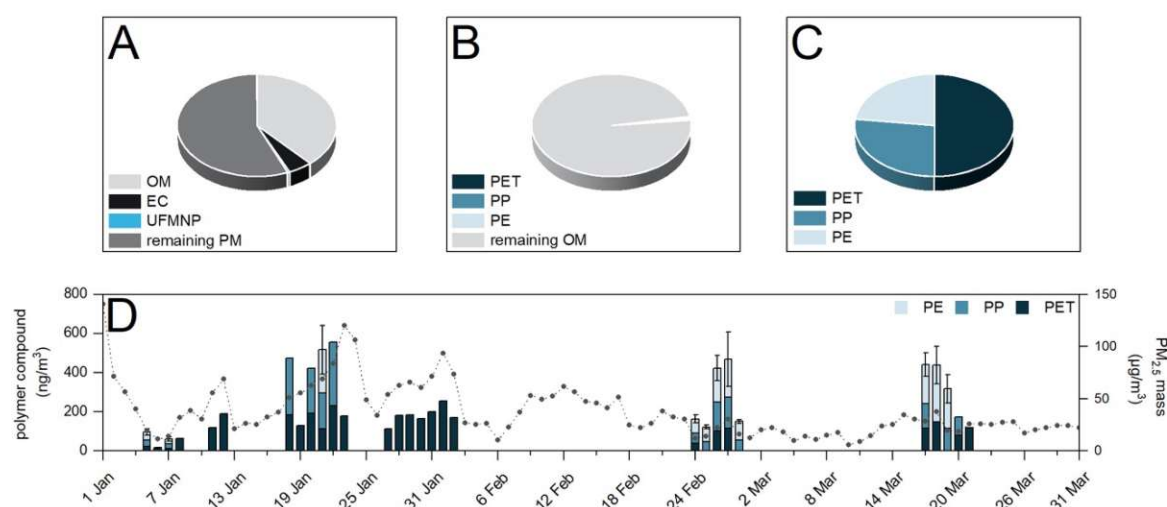 A
OM
EC
UFMNP
remaining PM
B
PET
PP
PE
remaining OM
C
PET
PP
PE
D
PE PP PET
polymer compound
(ng/m³)
800
600
400
200
0
PM2.5 mass
(µg/m³)
150
100
50
0
1 Jan 7 Jan 13 Jan 19 Jan 25 Jan 31 Jan 6 Feb 12 Feb 18 Feb 24 Feb 2 Mar 8 Mar 14 Mar 20 Mar 26 Mar 31 Mar